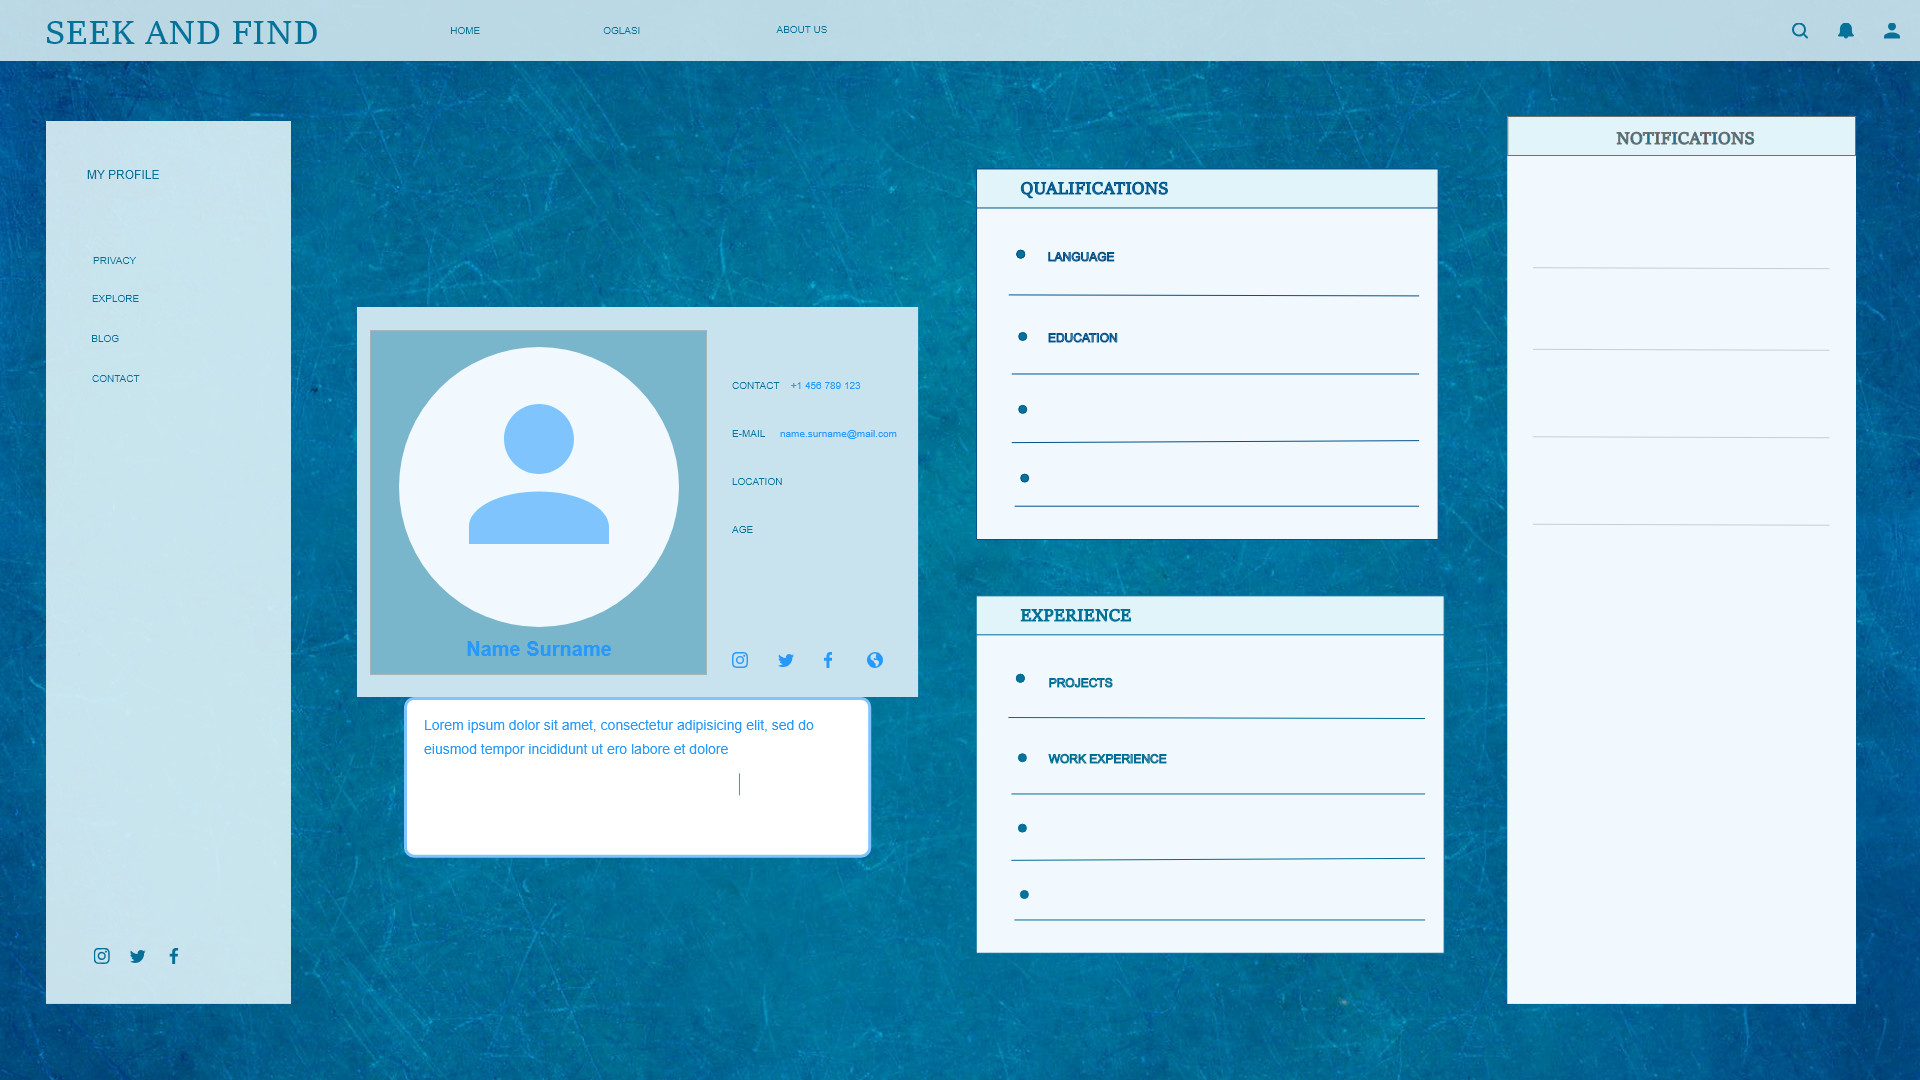 SEEK AND FIND
HOME
OGLASI
ABOUT US
MY PROFILE
PRIVACY
EXPLORE
BLOG
CONTACT
CONTACT +1 456 789 123
E-MAIL name.surname@mail.com
LOCATION
AGE
Name Surname
Lorem ipsum dolor sit amet, consectetur adipisicing elit, sed do
eiusmod tempor incididunt ut ero labore et dolore
QUALIFICATIONS
LANGUAGE
EDUCATION
EXPERIENCE
PROJECTS
WORK EXPERIENCE
NOTIFICATIONS